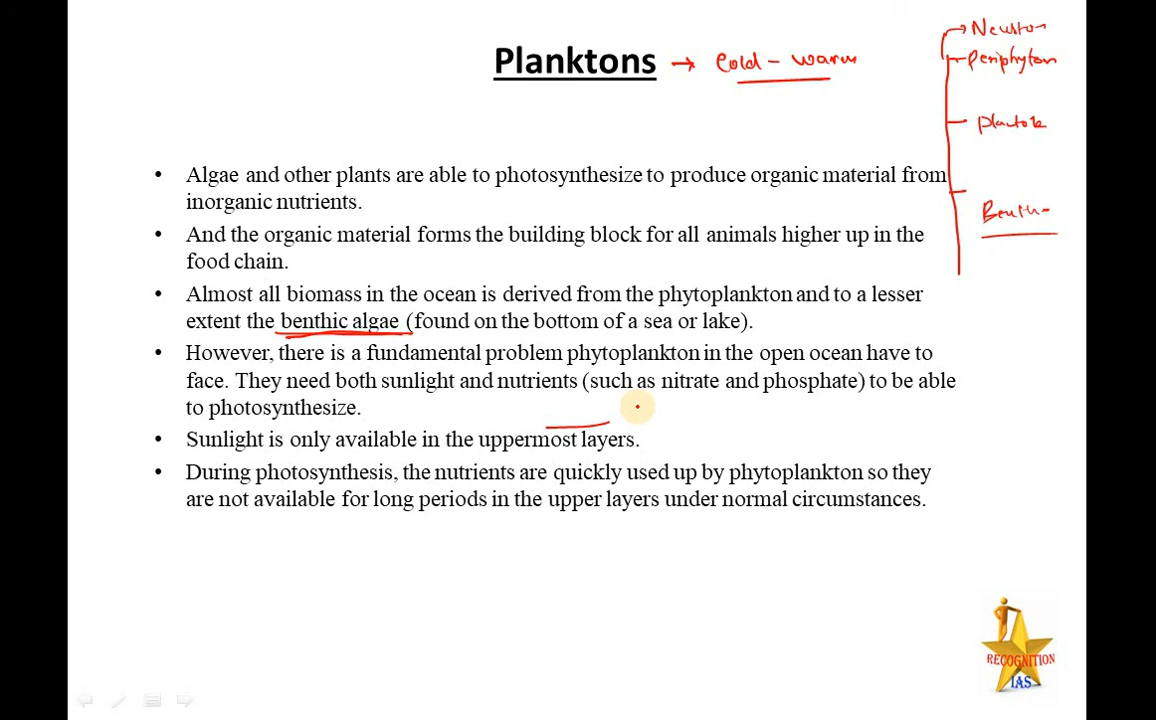 Neuston
Planktons → Cold - warm
Periphyton
• Algae and other plants are able to photosynthesize to produce organic material from
inorganic nutrients.
• And the organic material forms the building block for all animals higher up in the
food chain.
• Almost all biomass in the ocean is derived from the phytoplankton and to a lesser
extent the benthic algae (found on the bottom of a sea or lake).
• However, there is a fundamental problem phytoplankton in the open ocean have to
face. They need both sunlight and nutrients (such as nitrate and phosphate) to be able
to photosynthesize.
• Sunlight is only available in the uppermost layers.
• During photosynthesis, the nutrients are quickly used up by phytoplankton so they
are not available for long periods in the upper layers under normal circumstances.
RECOGNITION
IAS